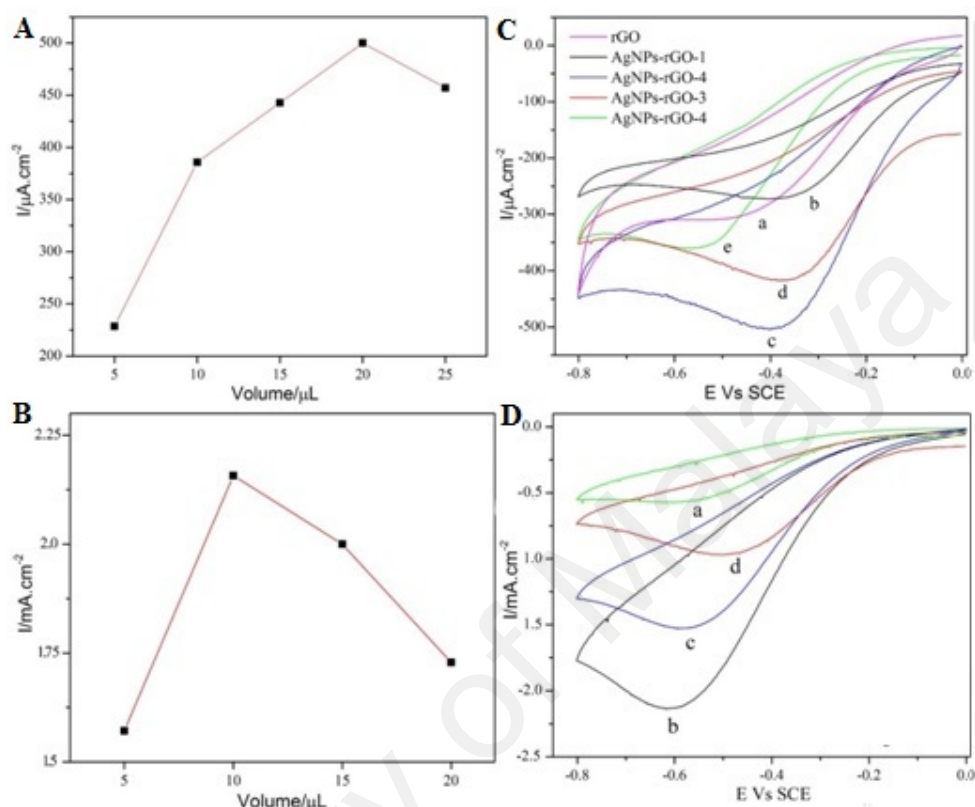 A
500
450
400
350
300
250
200
I/μA.cm-2
5
10
15
20
25
Volume/μL
C
rGO
AgNPs-rGO-1
AgNPs-rGO-4
AgNPs-rGO-3
AgNPs-rGO-4
0.0
-100
-200
-300
-400
-500
I/μA.cm-2
a
b
e
d
c
-0.8
-0.6
-0.4
-0.2
0.0
E Vs SCE
B
2.25
2.0
1.75
1.5
I/mA.cm-2
5
10
15
20
Volume/μL
D
0.0
-0.5
-1.0
-1.5
-2.0
-2.5
I/mA.cm-2
a
d
c
b
-0.8
-0.6
-0.4
-0.2
0.0
E Vs SCE
of Malaya